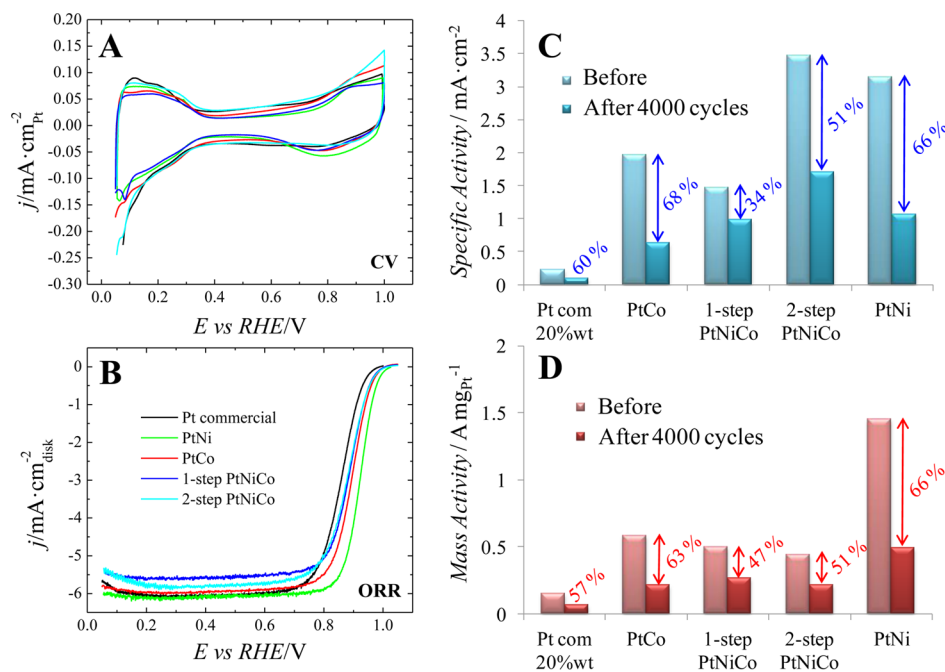 A
0.20
0.15
0.10
0.05
0.00
-0.05
-0.10
-0.15
-0.20
-0.25
-0.30
j/mA·cm⁻²Pt
CV
0.0 0.2 0.4 0.6 0.8 1.0
E vs RHE/V
B
0
-1
-2
-3
-4
-5
-6
j/mA·cm⁻²disk
Pt commercial
PtNi
PtCo
1-step PtNiCo
2-step PtNiCo
ORR
0.0 0.2 0.4 0.6 0.8 1.0
E vs RHE/V
C
4
3.5
3
2.5
2
1.5
1
0.5
0
Specific Activity / mA·cm⁻²
Before
After 4000 cycles
60 %
68 %
34 %
51 %
66 %
Pt com PtCo 1-step 2-step PtNi
20%wt PtNiCo PtNiCo
D
2
1.5
1
0.5
0
Mass Activity / A mgPt⁻¹
Before
After 4000 cycles
57 %
63 %
47 %
51 %
66 %
Pt com PtCo 1-step 2-step PtNi
20%wt PtNiCo PtNiCo